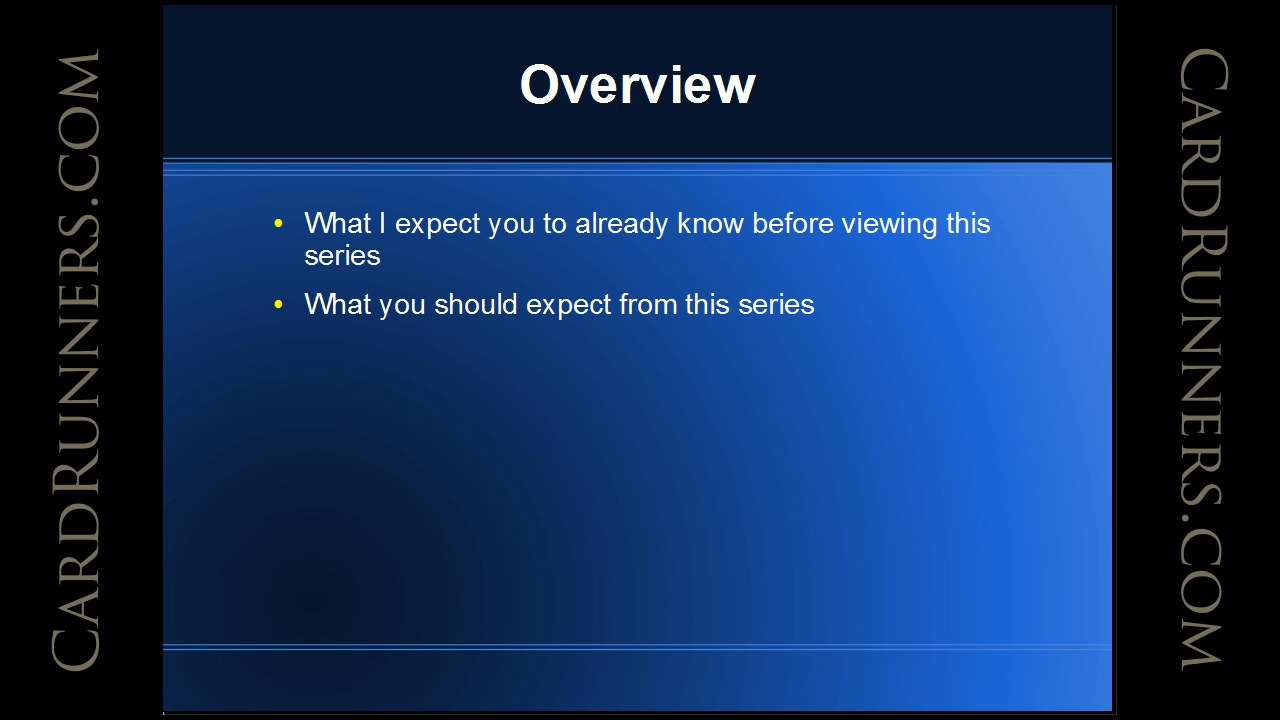 CARDRUNNERS.COM
Overview
• What I expect you to already know before viewing this
series
• What you should expect from this series
CARDRUNNERS.COM